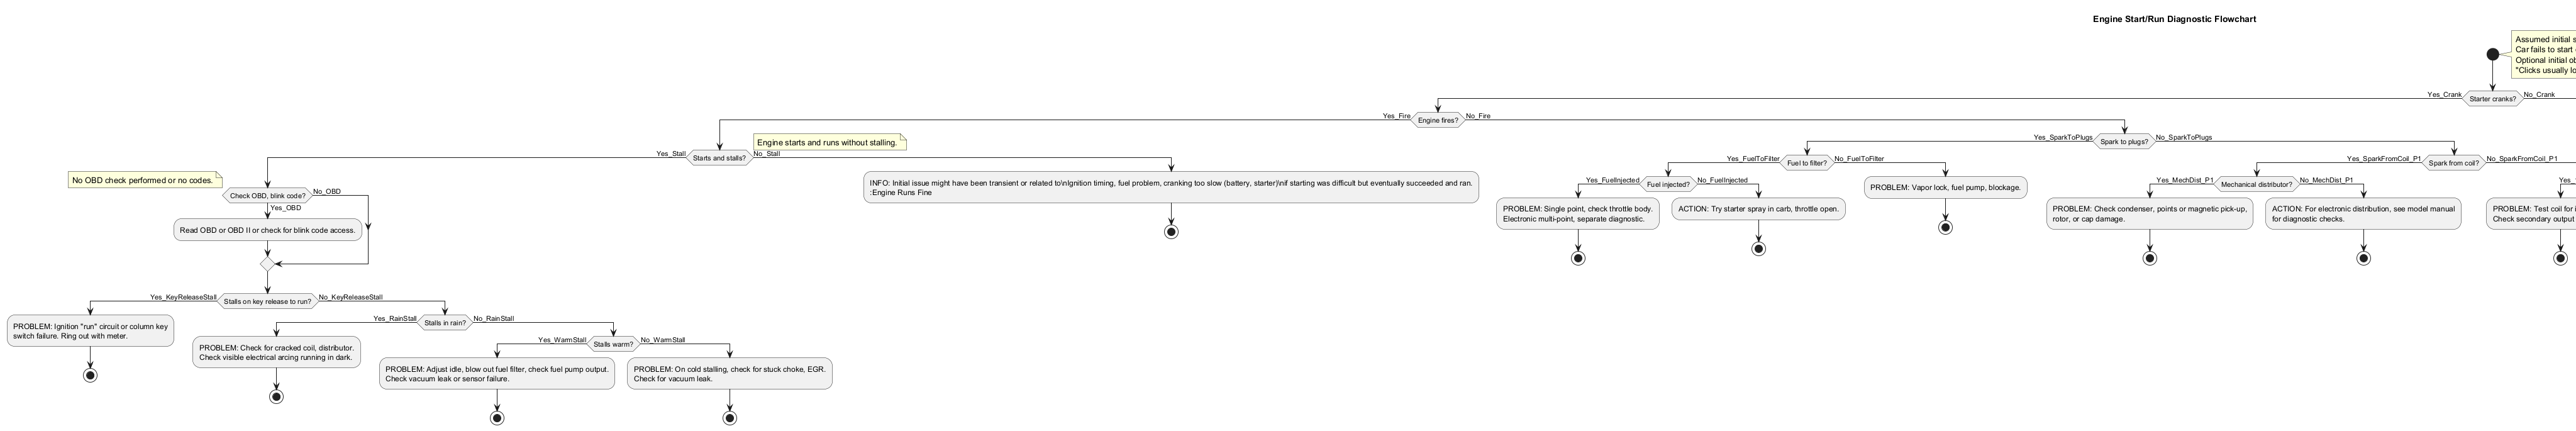 Engine Start/Run Diagnostic Flowchart
Assumed initial s
Car fails to start
Optional initial ob
"Clicks usually lo
Yes_Crank
Starter cranks?
No_Crank
Yes_Fire
Engine fires?
No_Fire
Engine starts and runs without stalling.
Yes_Stall
Starts and stalls?
No_Stall
Yes_SparkToPlugs
Spark to plugs?
No_SparkToPlugs
No OBD check performed or no codes.
Check OBD, blink code?
No_OBD
Yes_OBD
Read OBD or OBD II or check for blink code access.
INFO: Initial issue might have been transient or related to\nIgnition timing, fuel problem, cranking too slow (battery, starter)\nif starting was difficult but eventually succeeded and ran.
:Engine Runs Fine
Yes_FuelToFilter
Fuel to filter?
No_FuelToFilter
Yes_SparkFromCoil_P1
Spark from coil?
No_SparkFromCoil_P1
Yes_FuelInjected
Fuel injected?
No_FuelInjected
PROBLEM: Vapor lock, fuel pump, blockage.
Yes_MechDist_P1
Mechanical distributor?
No_MechDist_P1
Yes_
PROBLEM: Single point, check throttle body.
Electronic multi-point, separate diagnostic.
ACTION: Try starter spray in carb, throttle open.
PROBLEM: Check condenser, points or magnetic pick-up,
rotor, or cap damage.
ACTION: For electronic distribution, see model manual
for diagnostic checks.
PROBLEM: Test coil for i
Check secondary output
Yes_KeyReleaseStall
Stalls on key release to run?
No_KeyReleaseStall
PROBLEM: Ignition "run" circuit or column key
switch failure. Ring out with meter.
Yes_RainStall
Stalls in rain?
No_RainStall
PROBLEM: Check for cracked coil, distributor.
Check visible electrical arcing running in dark.
Yes_WarmStall
Stalls warm?
No_WarmStall
PROBLEM: Adjust idle, blow out fuel filter, check fuel pump output.
Check vacuum leak or sensor failure.
PROBLEM: On cold stalling, check for stuck choke, EGR.
Check for vacuum leak.